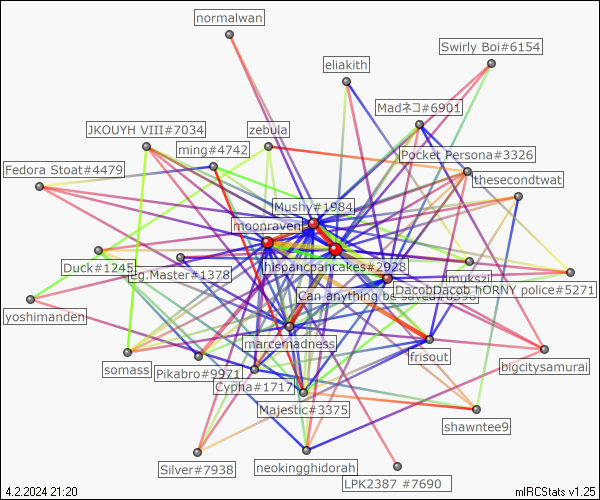 normalwan
Swirly Boi#6154
eliakith
Madネコ#6901
JKOUYH VIII#7034
zebula
ming#4742
Pocket Persona#3326
Fedora Stoat#4479
thesecondtwat
Mushy#1984
moonraven
hispancpancakes#2928
Duck#1245
Eg.Master#1378
mukszi
Can anything be saved?
DacobDacob hORNY police#5271
yoshimanden
marcemadness
frisout
somass
Pikabro#9971
bigcitysamurai
Cypha#1717
Majestic#3375
shawntee9
Silver#7938
neokingghidorah
LPK2387 #7690
4.2.2024 21:20
mIRCStats v1.25